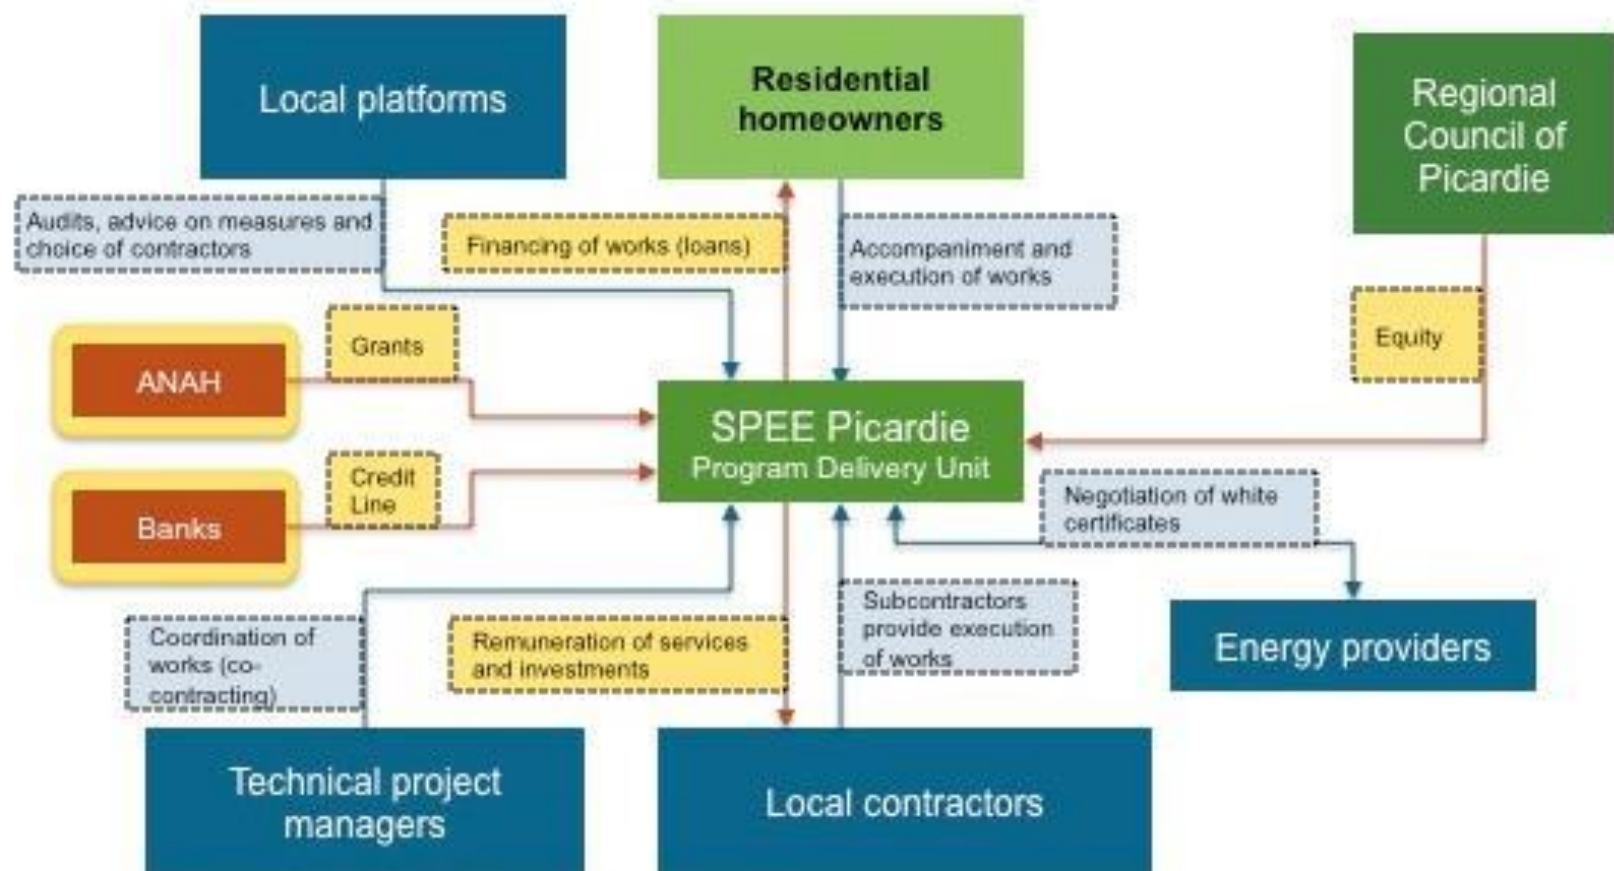 Local platforms
Residential
homeowners
Regional
Council of
Picardie
Audits, advice on measures and
choice of contractors
Financing of works (loans)
Accompaniment and
execution of works
Grants
Equity
ANAH
SPEE Picardie
Program Delivery Unit
Credit
Line
Banks
Negotiation of white
certificates
Coordination of
works (co-
contracting)
Remuneration of services
and investments
Subcontractors
provide execution
of works
Energy providers
Technical project
managers
Local contractors